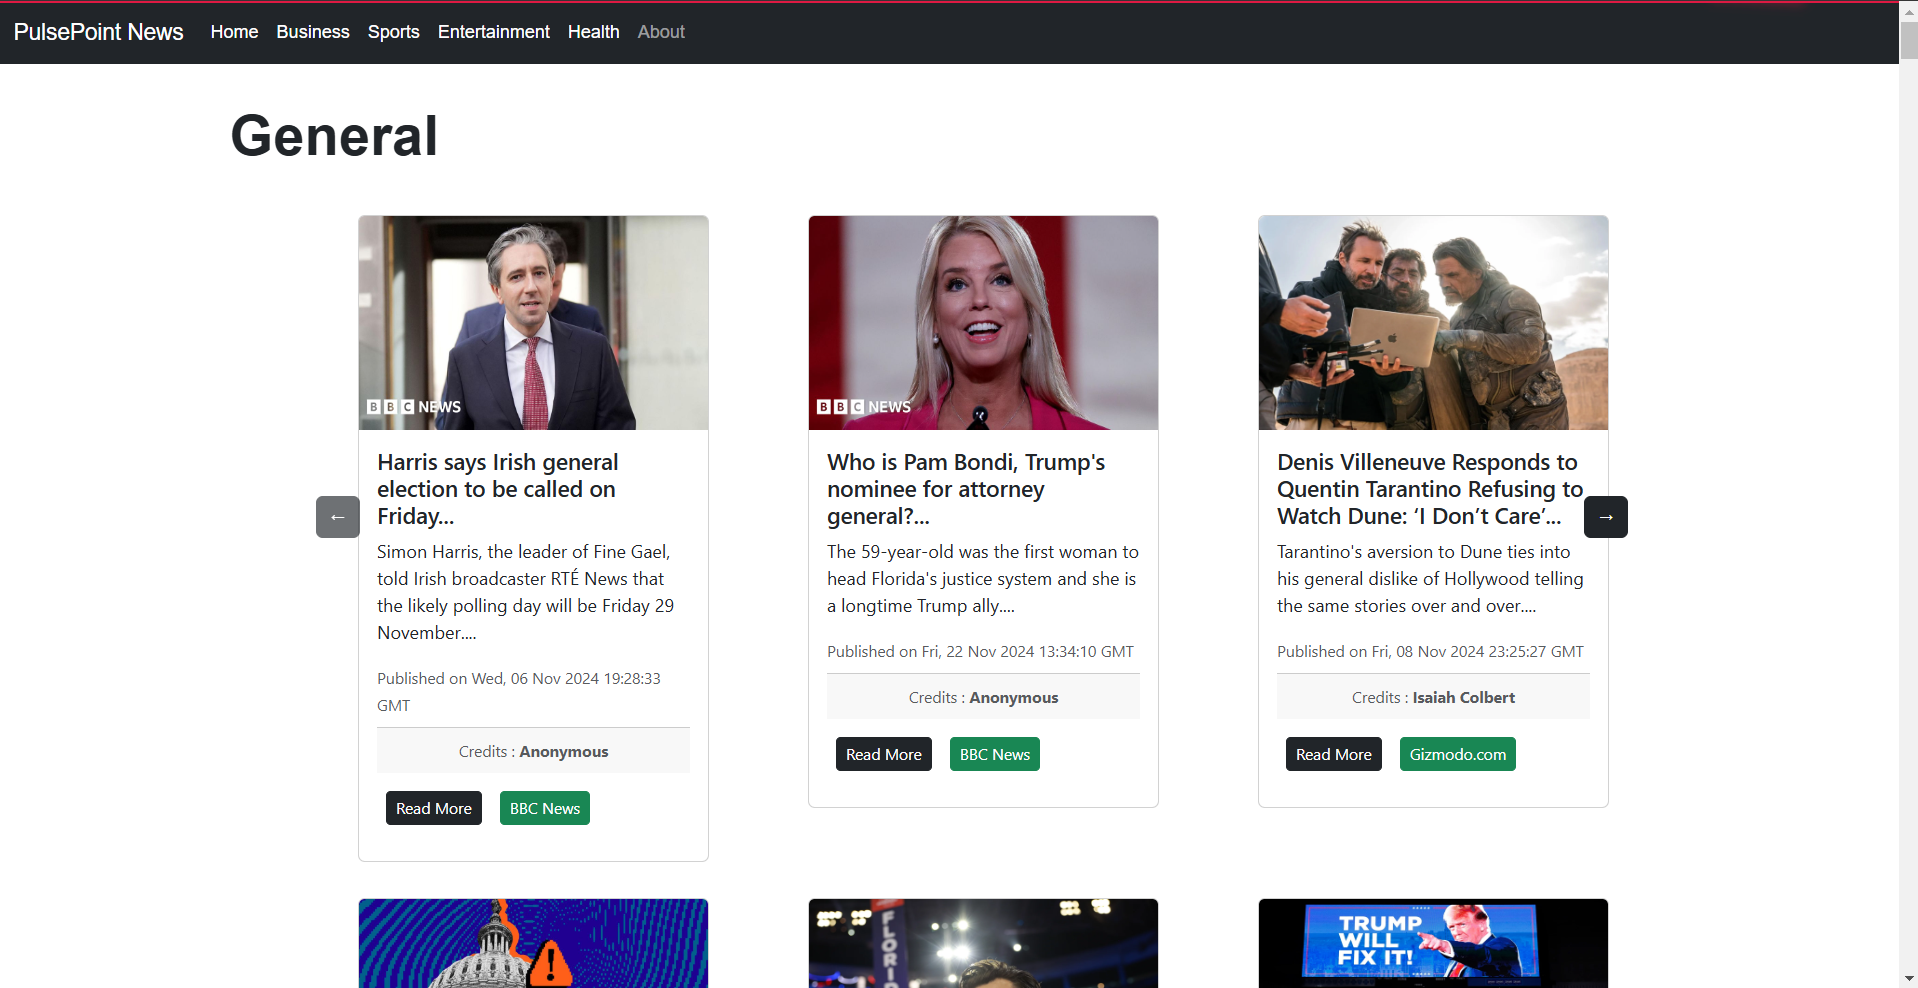 PulsePoint News Home Business Sports Entertainment Health About
General
BBC NEWS
Harris says Irish general
election to be called on
Friday...
Simon Harris, the leader of Fine Gael,
told Irish broadcaster RTÉ News that
the likely polling day will be Friday 29
November....
Published on Wed, 06 Nov 2024 19:28:33
GMT
Credits : Anonymous
Read More BBC News
BBC NEWS
Who is Pam Bondi, Trump's
nominee for attorney
general?...
The 59-year-old was the first woman to
head Florida's justice system and she is
a longtime Trump ally....
Published on Fri, 22 Nov 2024 13:34:10 GMT
Credits : Anonymous
Read More BBC News
Denis Villeneuve Responds to
Quentin Tarantino Refusing to
Watch Dune: ‘I Don’t Care’...
Tarantino's aversion to Dune ties into
his general dislike of Hollywood telling
the same stories over and over....
Published on Fri, 08 Nov 2024 23:25:27 GMT
Credits : Isaiah Colbert
Read More Gizmodo.com
←
→
!
FLORI
TRUMP
WILL
FIX IT!